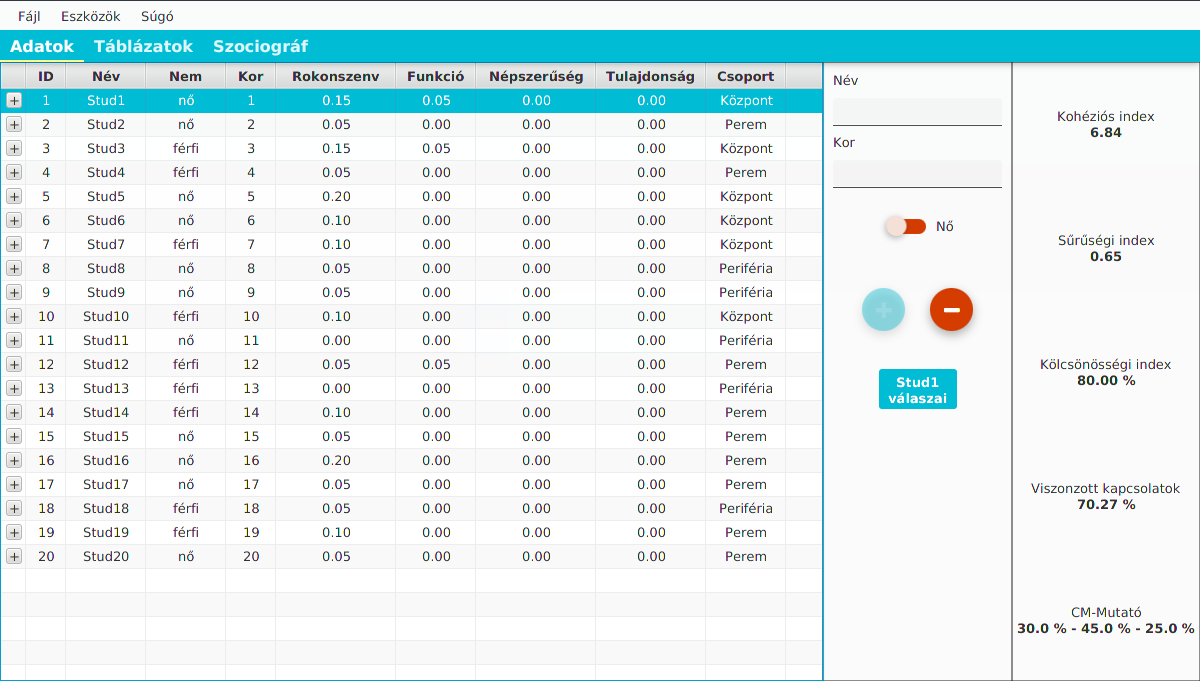 Fájl Eszközök Súgó
Adatok Táblázatok Szociográf
ID Név Nem Kor Rokonszenv Funkció Népszerűség Tulajdonság Csoport
+ 1 Stud1 nő 1 0.15 0.05 0.00 0.00 Központ
+ 2 Stud2 nő 2 0.05 0.00 0.00 0.00 Perem
+ 3 Stud3 férfi 3 0.15 0.05 0.00 0.00 Központ
+ 4 Stud4 férfi 4 0.05 0.00 0.00 0.00 Perem
+ 5 Stud5 nő 5 0.20 0.00 0.00 0.00 Központ
+ 6 Stud6 nő 6 0.10 0.00 0.00 0.00 Központ
+ 7 Stud7 férfi 7 0.10 0.00 0.00 0.00 Központ
+ 8 Stud8 nő 8 0.05 0.00 0.00 0.00 Periféria
+ 9 Stud9 nő 9 0.05 0.00 0.00 0.00 Periféria
+ 10 Stud10 férfi 10 0.10 0.00 0.00 0.00 Központ
+ 11 Stud11 nő 11 0.00 0.00 0.00 0.00 Periféria
+ 12 Stud12 férfi 12 0.05 0.05 0.00 0.00 Perem
+ 13 Stud13 férfi 13 0.00 0.00 0.00 0.00 Periféria
+ 14 Stud14 férfi 14 0.10 0.00 0.00 0.00 Perem
+ 15 Stud15 nő 15 0.05 0.00 0.00 0.00 Perem
+ 16 Stud16 nő 16 0.20 0.00 0.00 0.00 Perem
+ 17 Stud17 nő 17 0.05 0.00 0.00 0.00 Perem
+ 18 Stud18 férfi 18 0.05 0.00 0.00 0.00 Periféria
+ 19 Stud19 férfi 19 0.10 0.00 0.00 0.00 Perem
+ 20 Stud20 nő 20 0.05 0.00 0.00 0.00 Perem
Név
Kor
Nő
Stud1
válaszai
Kohéziós index
6.84
Sűrűségi index
0.65
Kölcsönösségi index
80.00 %
Viszonzott kapcsolatok
70.27 %
CM-Mutató
30.0 % - 45.0 % - 25.0 %